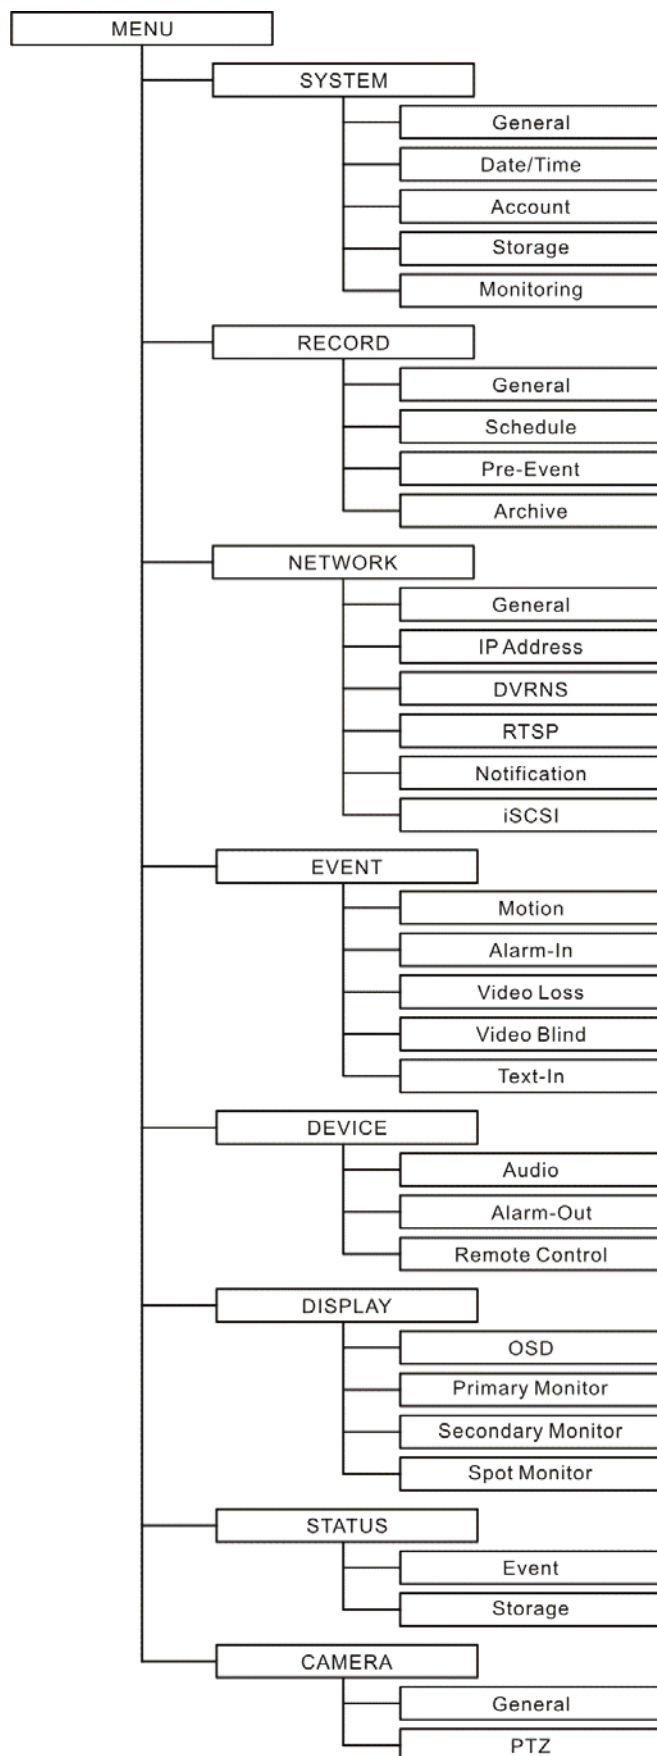 MENU
SYSTEM
General
Date/Time
Account
Storage
Monitoring
RECORD
General
Schedule
Pre-Event
Archive
NETWORK
General
IP Address
DVRNS
RTSP
Notification
iSCSI
EVENT
Motion
Alarm-In
Video Loss
Video Blind
Text-In
DEVICE
Audio
Alarm-Out
Remote Control
DISPLAY
OSD
Primary Monitor
Secondary Monitor
Spot Monitor
STATUS
Event
Storage
CAMERA
General
PTZ